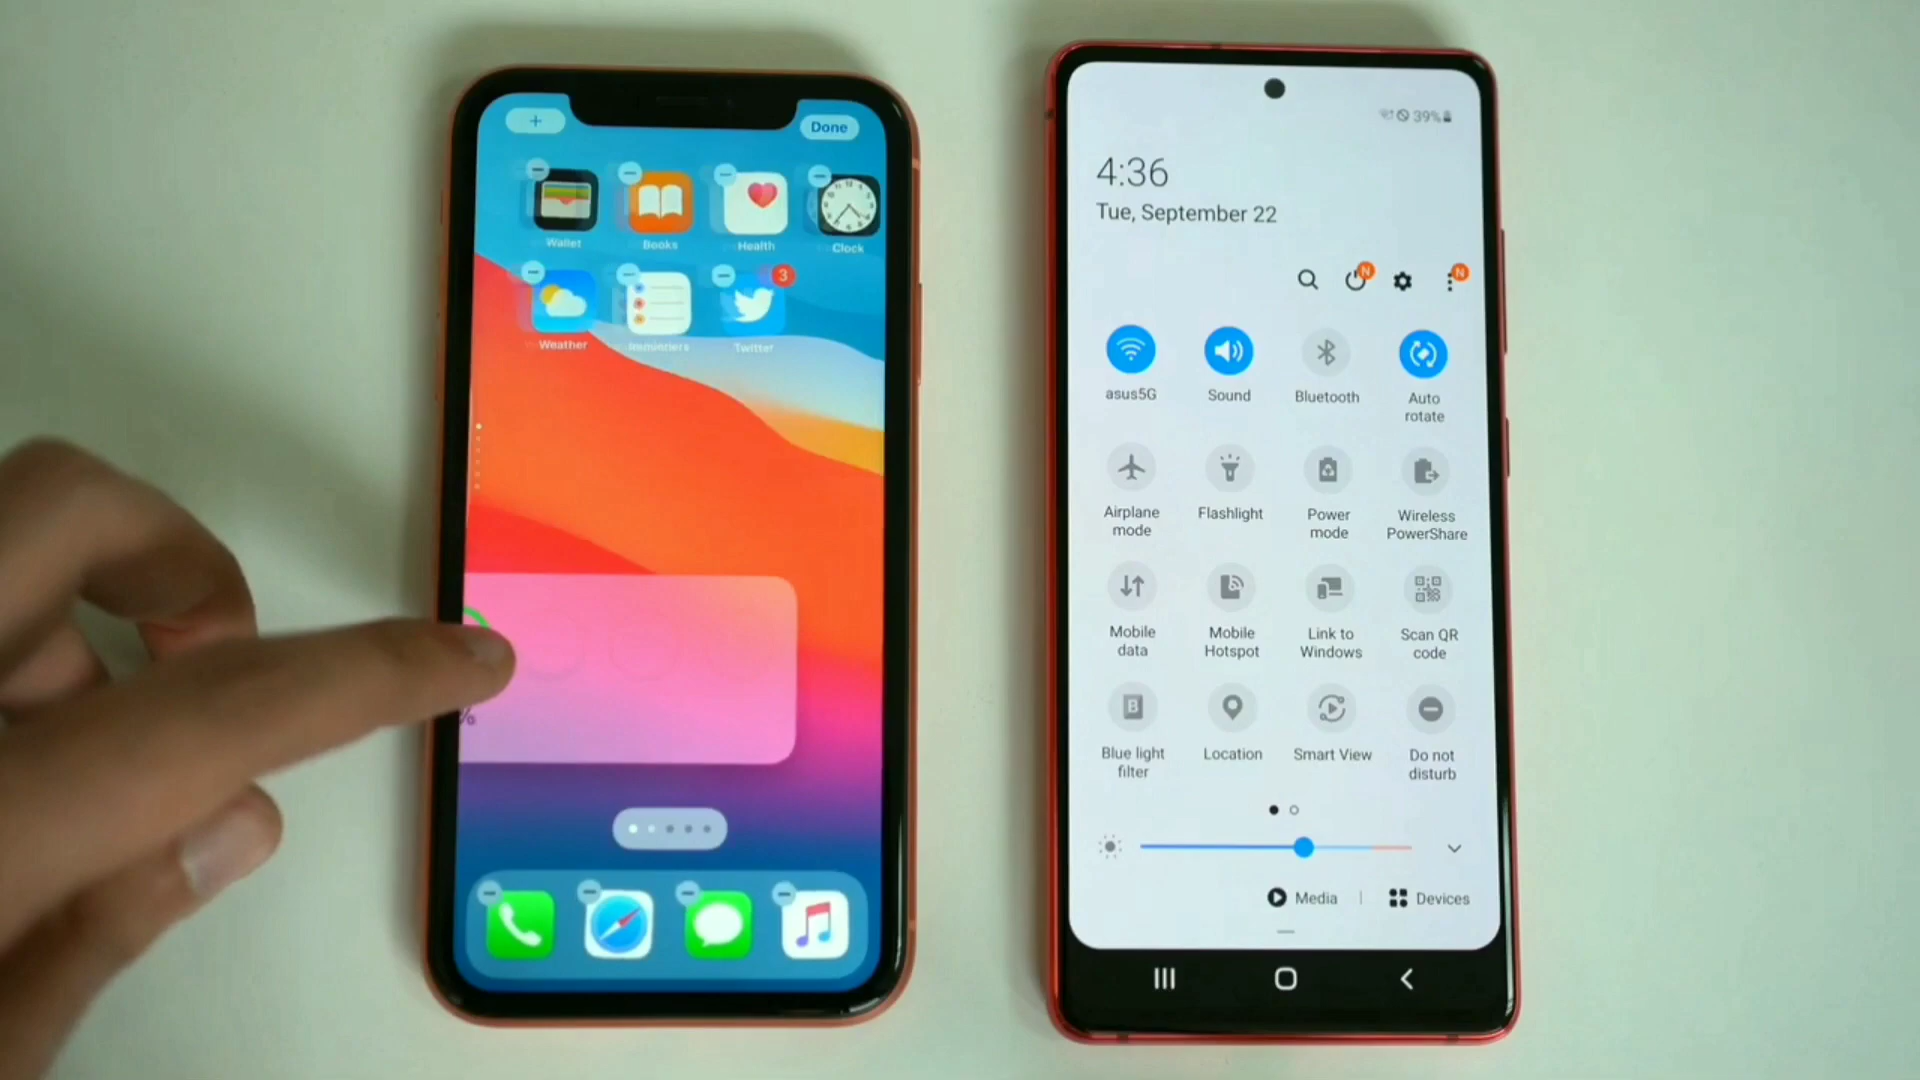 +
Done
Wallet
Books
Health
Clock
3
Weather
Reminders
Twitter
%
39%
4:36
Tue, September 22
N
N
asus5G
Sound
Bluetooth
Auto
rotate
Airplane
mode
Flashlight
Power
mode
Wireless
PowerShare
Mobile
data
Mobile
Hotspot
Link to
Windows
Scan QR
code
B
Blue light
filter
Location
Smart View
Do not
disturb
Media
Devices